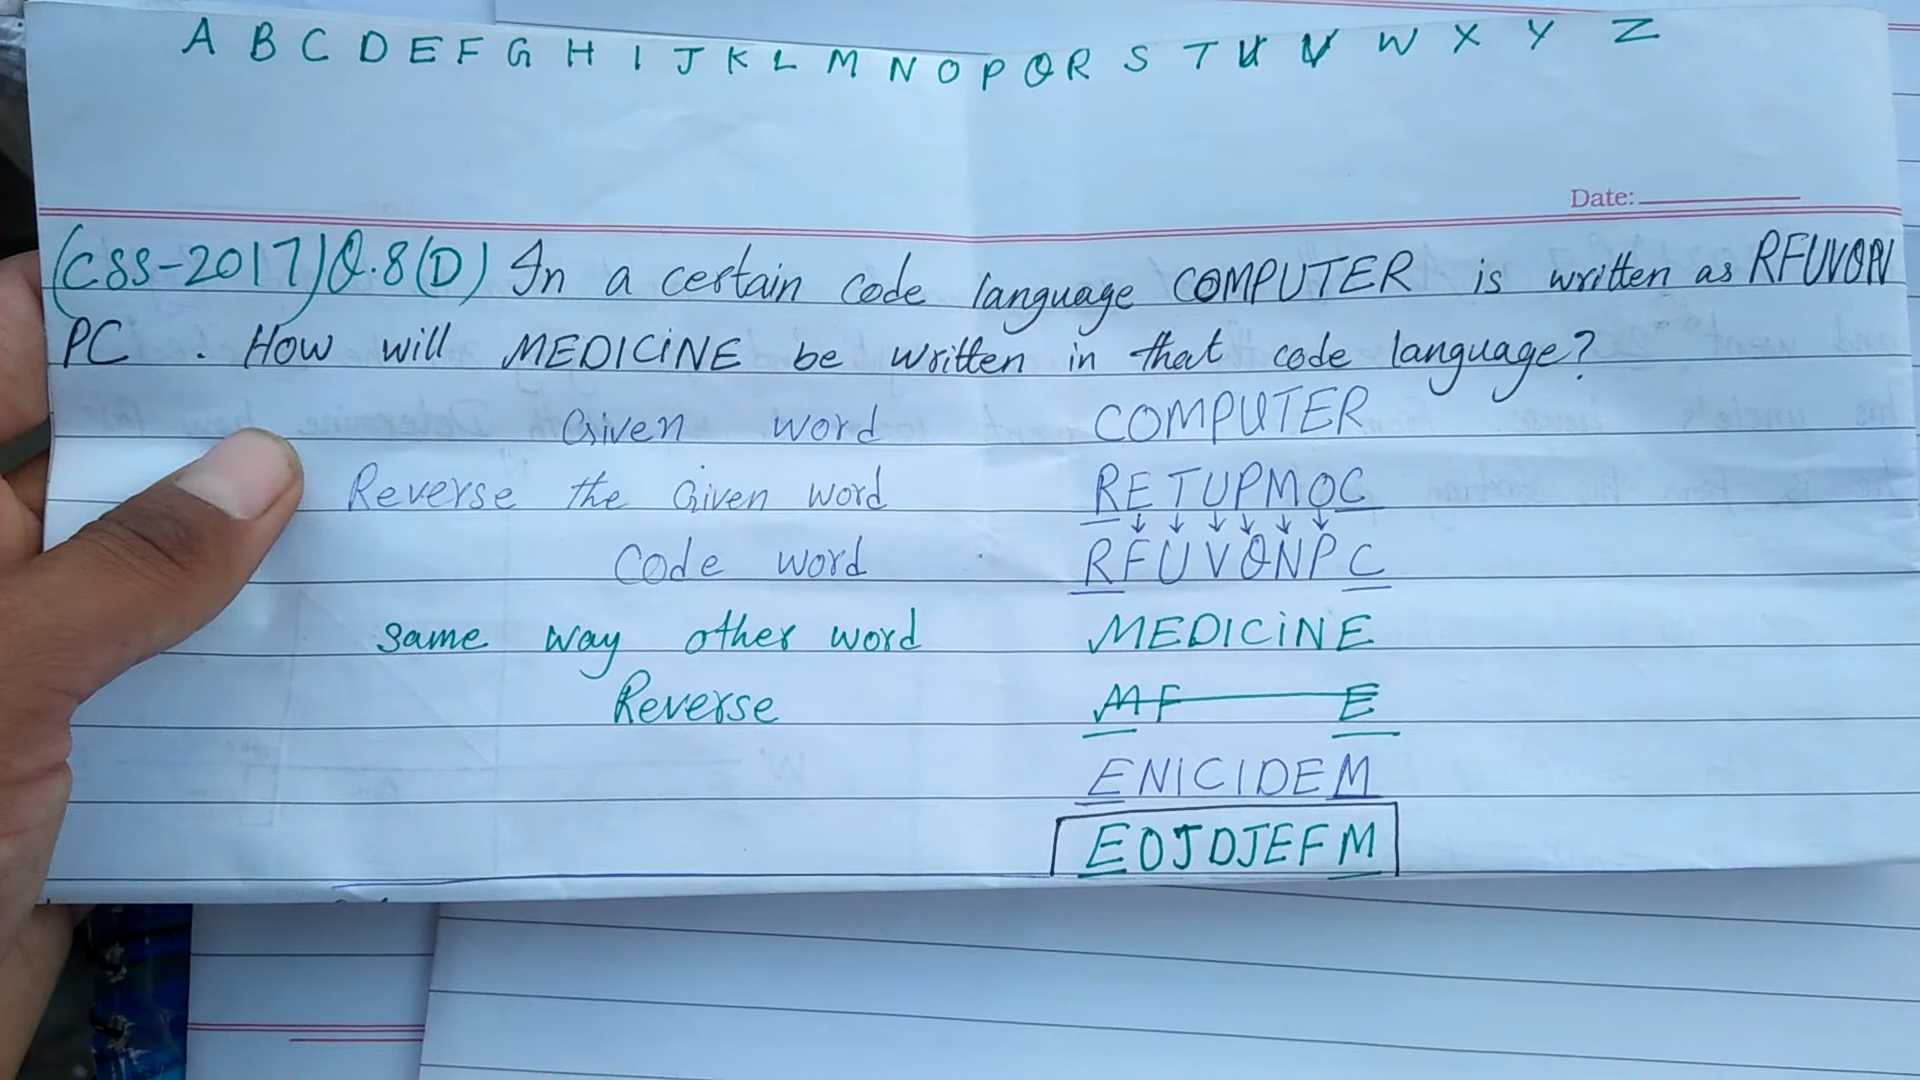 A B C D E F G H I J K L M N O P Q R S T U V W X Y Z
Date:
(CSS-2017)Q.8(D) In a certain code language COMPUTER is written as RFUVQN
PC . How will MEDICINE be written in that code language?
Given word COMPUTER
Reverse the Given word RETUPMOC
Code word RFUVQNPC
Same way other word MEDICINE
Reverse MF E
ENICIDEM
EOJDJEFM